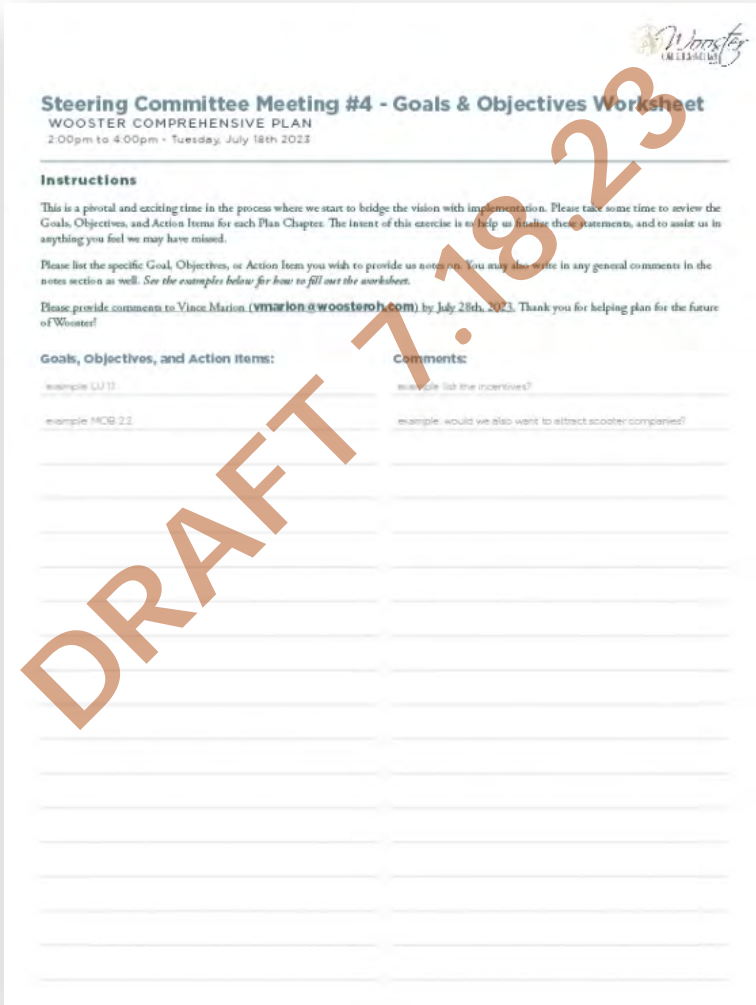 Wooster
Steering Committee Meeting #4 - Goals & Objectives Worksheet
WOOSTER COMPREHENSIVE PLAN
2:00pm to 4:00pm - Tuesday, July 18th 2023
Instructions
This is a pivotal and exciting time in the process where we start to bridge the vision with implementation. Please take some time to review the
Goals, Objectives, and Action Items for each Plan Chapter. The intent of this exercise is to help us finalize these statements, and to assist us in
anything you feel we may have missed.
Please list the specific Goal, Objectives, or Action Item you wish to provide us notes on. You may also write in any general comments in the
notes section as well. See the examples below for how to fill out the worksheet.
Please provide comments to Vince Marion (vmarion@woosteroh.com) by July 28th, 2023. Thank you for helping plan for the future
of Wooster!
Goals, Objectives, and Action Items:
Comments:
example LU 1.1
example list the incentives?
example MOB 2.2
example would we also want to attract scooter companies?
DRAFT 7.18.23